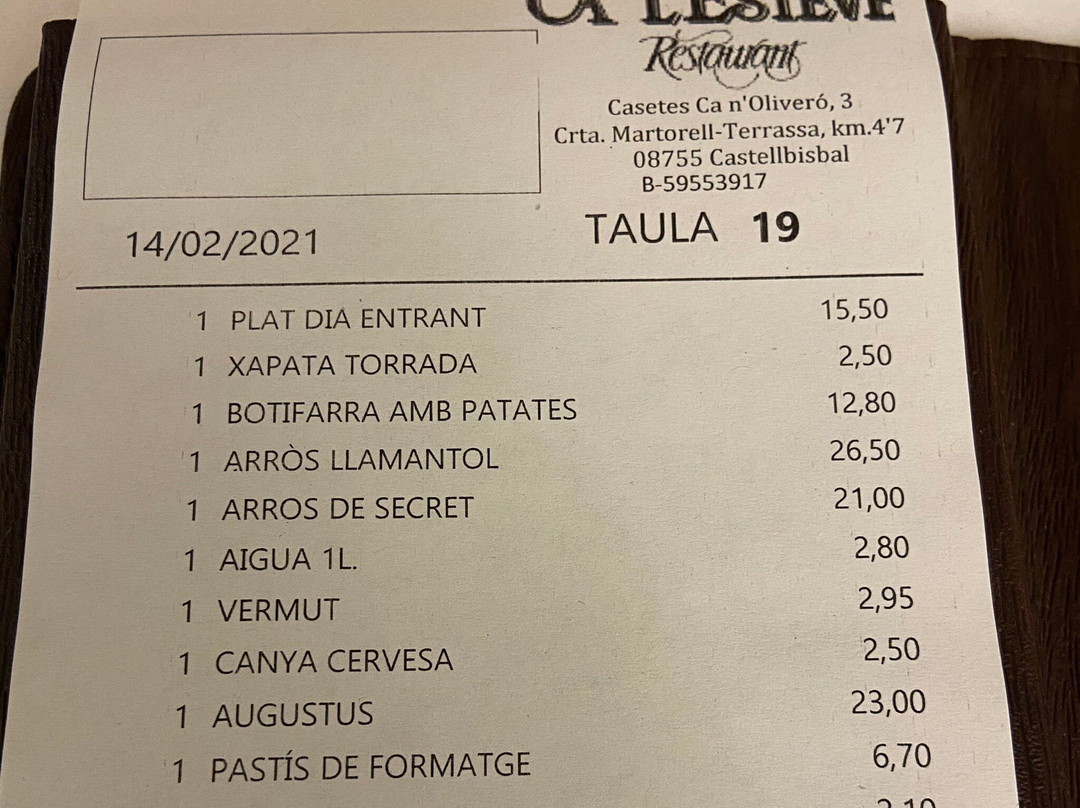 CA L'ESTEVE
Restaurant
Casetes Ca n'Oliveró, 3
Crta. Martorell-Terrassa, km.4'7
08755 Castellbisbal
B-59553917
14/02/2021
TAULA 19
1 PLAT DIA ENTRANT 15,50
1 XAPATA TORRADA 2,50
1 BOTIFARRA AMB PATATES 12,80
1 ARRÒS LLAMANTOL 26,50
1 ARROS DE SECRET 21,00
1 AIGUA 1L. 2,80
1 VERMUT 2,95
1 CANYA CERVESA 2,50
1 AUGUSTUS 23,00
1 PASTÍS DE FORMATGE 6,70